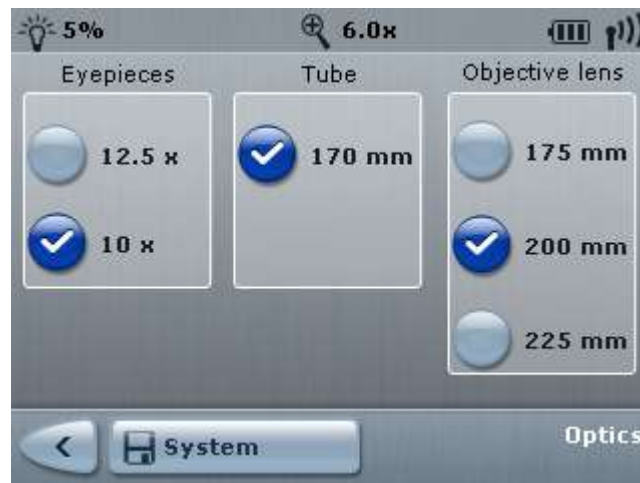 5% 6.0x
Eyepieces Tube Objective lens
12.5 x 170 mm 175 mm
10 x 200 mm
225 mm
System Optics